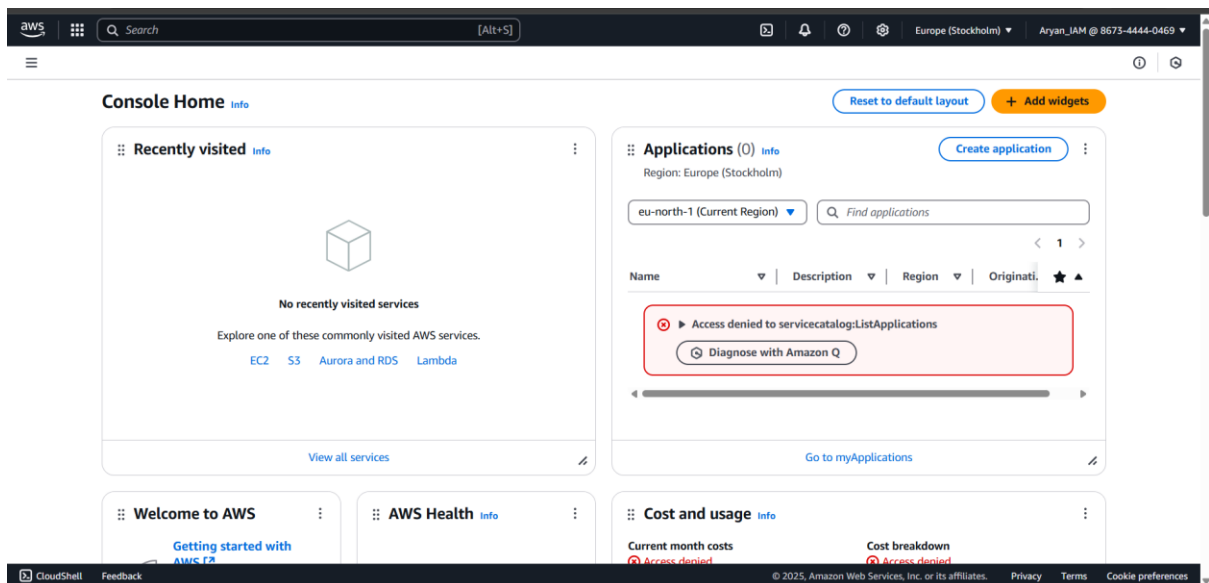 aws
Search [Alt+S]
Europe (Stockholm) ▼
Aryan_IAM @ 8673-4444-0469 ▼
Console Home Info
Reset to default layout
+ Add widgets
Recently visited Info
No recently visited services
Explore one of these commonly visited AWS services.
EC2 S3 Aurora and RDS Lambda
View all services
Applications (0) Info
Create application
Region: Europe (Stockholm)
eu-north-1 (Current Region) ▼
Find applications
< 1 >
Name Description Region Originati.
Access denied to servicecatalog:ListApplications
Diagnose with Amazon Q
Go to myApplications
Welcome to AWS
Getting started with
AWS
AWS Health Info
Cost and usage Info
Current month costs
Access denied
Cost breakdown
Access denied
CloudShell Feedback
© 2025, Amazon Web Services, Inc. or its affiliates. Privacy Terms Cookie preferences